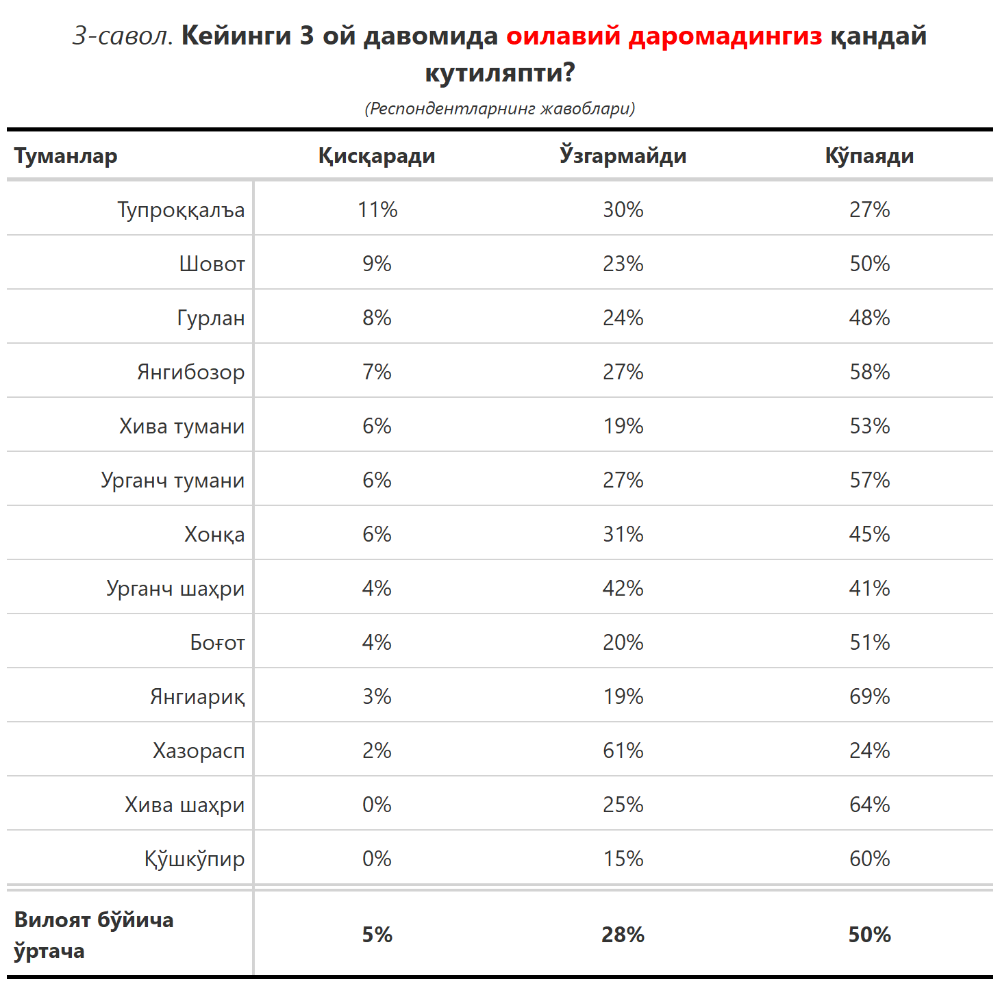 3-савол. Кейинги 3 ой давомида оилавий даромадингиз қандай
кутиляпти?
(Респондентларнинг жавоблари)
Туманлар Қисқаради Ўзгармайди Кўпаяди
Тупроққалъа 11% 30% 27%
Шовот 9% 23% 50%
Гурлан 8% 24% 48%
Янгибозор 7% 27% 58%
Хива тумани 6% 19% 53%
Урганч тумани 6% 27% 57%
Хонқа 6% 31% 45%
Урганч шаҳри 4% 42% 41%
Боғот 4% 20% 51%
Янгиариқ 3% 19% 69%
Хазорасп 2% 61% 24%
Хива шаҳри 0% 25% 64%
Қўшкўпир 0% 15% 60%
Вилоят бўйича
ўртача 5% 28% 50%